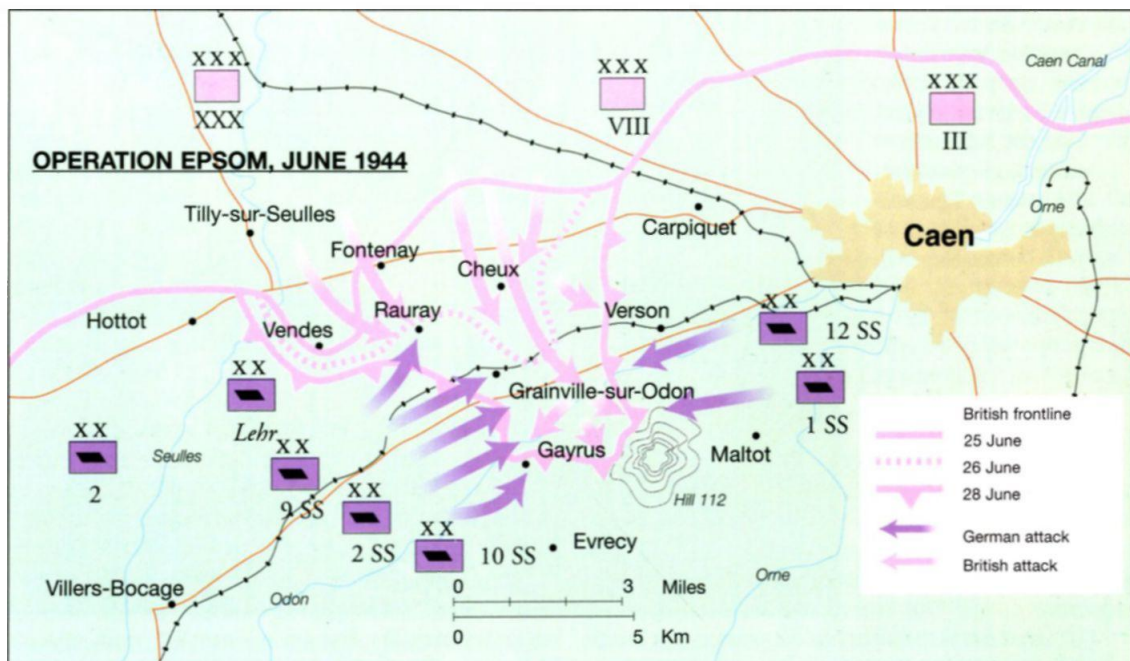 XXX
XXX
XXX
VIII
XXX
III
Caen Canal
OPERATION EPSOM, JUNE 1944
Tilly-sur-Seulles
Orne
Carpiquet
Caen
Fontenay
Cheux
Hottot
Rauray
Verson
Vendes
XX
12 SS
XX
Lehr
Grainville-sur-Odon
XX
1 SS
XX
2
Seulles
XX
9 SS
Gayrus
Maltot
Hill 112
XX
2 SS
XX
10 SS
Evrecy
Orne
Villers-Bocage
Odon
0 3 Miles
0 5 Km
British frontline
25 June
26 June
28 June
German attack
British attack